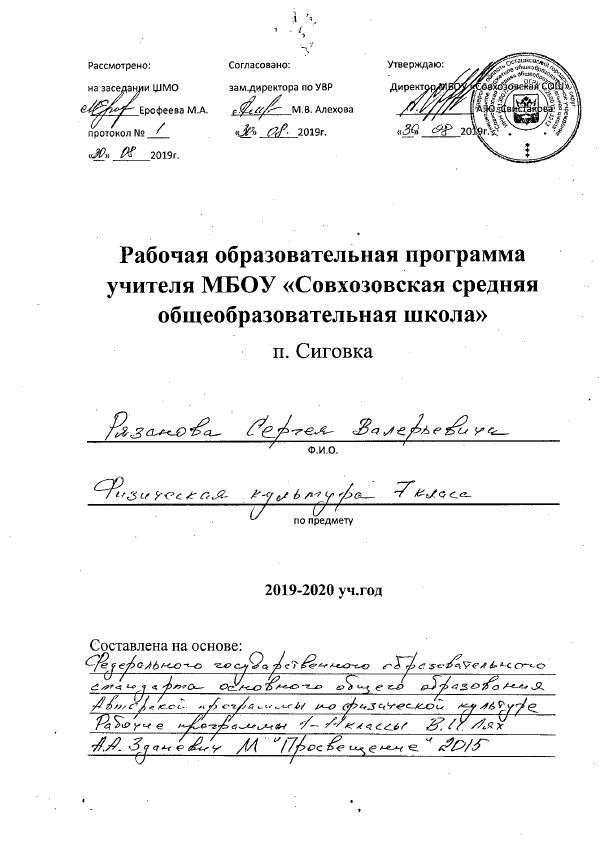 Рассмотрено:
на заседании ШМО
Ерофеева М.А.
протокол № 1
«30» 08 2019г.
Согласовано:
зам.директора по УВР
М.В. Алехова
«30» 08. 2019г.
Утверждаю:
Директор МБОУ «Совхозовская СОШ»
«30» 08 2019г.
Рабочая образовательная программа
учителя МБОУ «Совхозовская средняя
общеобразовательная школа»
п. Сиговка
Рязанова Сергея Валерьевича
Ф.И.О.
Физическая культура 7 класс
по предмету
2019-2020 уч.год
Составлена на основе:
Федерального государственного образовательного
стандарта основного общего образования
Авторской программы по физической культуре
Рабочие программы 1-11 классы В.И. Лях
А.А. Зданевич М "Просвещение" 2015